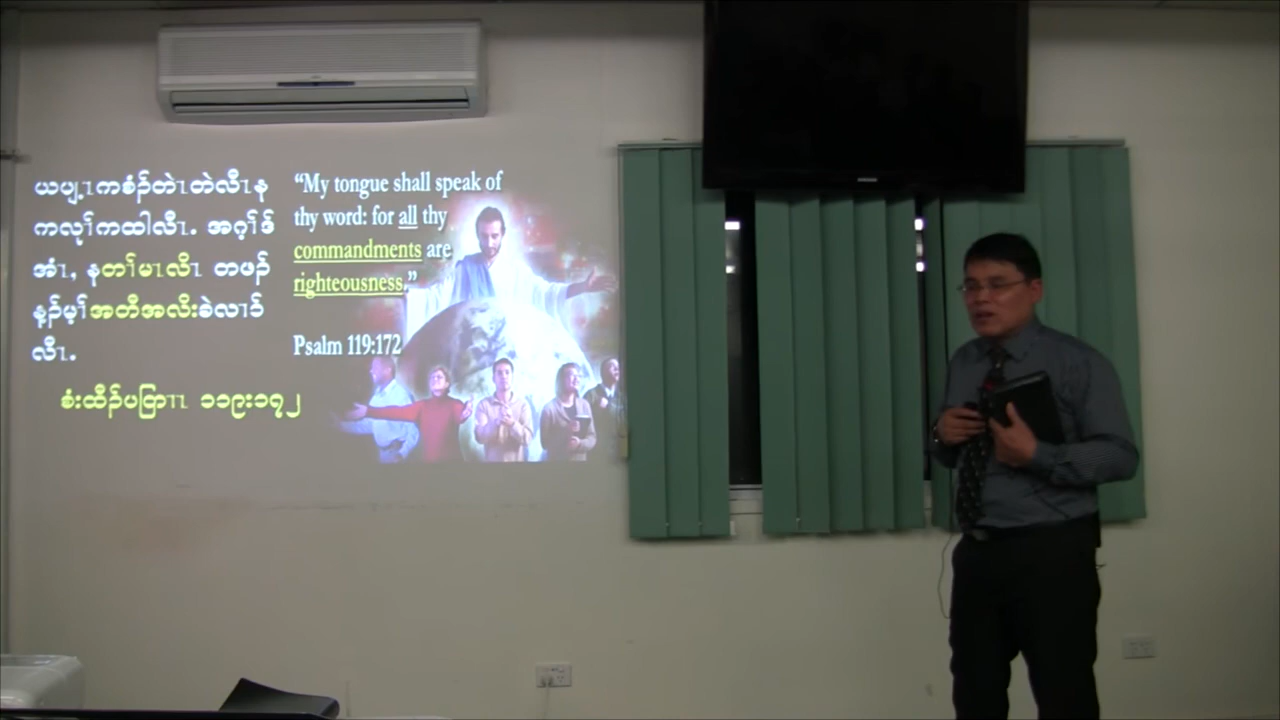 ယပျ့ၤကစံၣ်တဲၤတဲလီၤန
ကလုၢ်ကထါလီၤ. အဂ့ၢ်ဒ်
အံၤ, နတၢ်မၤလိၤ တဖၣ်
န့ၣ်မ့ၢ်အတီအလိးခဲလၢာ်
လီၤ.
စံးထီၣ်ပတြၢၤ ၁၁၉း၁၇၂
“My tongue shall speak of
thy word: for all thy
commandments are
righteousness.”
Psalm 119:172